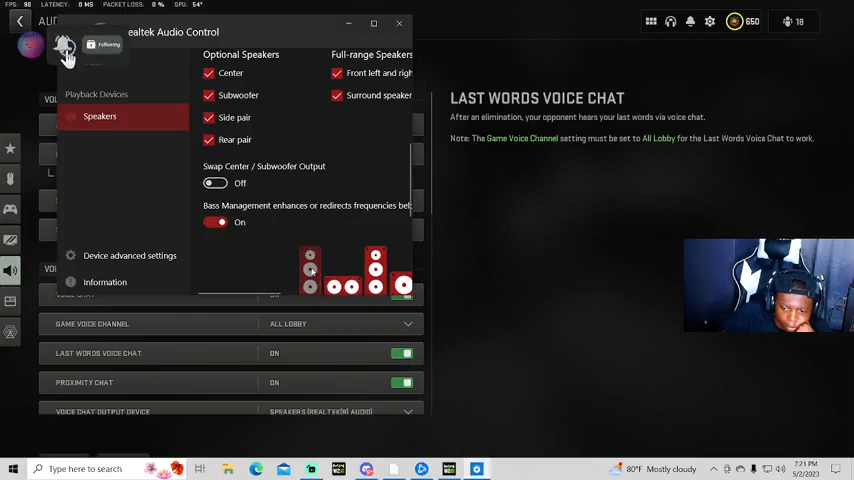 FPS: 90 LATENCY: 0 MS PACKET LOSS: 0 % GPU: 54°
650
18
Following
ealtek Audio Control
Optional Speakers
Full-range Speakers
Center
Front left and righ
Playback Devices
Subwoofer
Surround speaker
Speakers
Side pair
Rear pair
Swap Center / Subwoofer Output
Off
Bass Management enhances or redirects frequencies bel
On
Device advanced settings
Information
LAST WORDS VOICE CHAT
After an elimination, your opponent hears your last words via voice chat.
Note: The Game Voice Channel setting must be set to All Lobby for the Last Words Voice Chat to work.
GAME VOICE CHANNEL ALL LOBBY
LAST WORDS VOICE CHAT ON
PROXIMITY CHAT ON
VOICE CHAT OUTPUT DEVICE SPEAKERS (REALTEK(R) AUDIO)
Type here to search
80°F Mostly cloudy
7:21 PM
5/2/2023